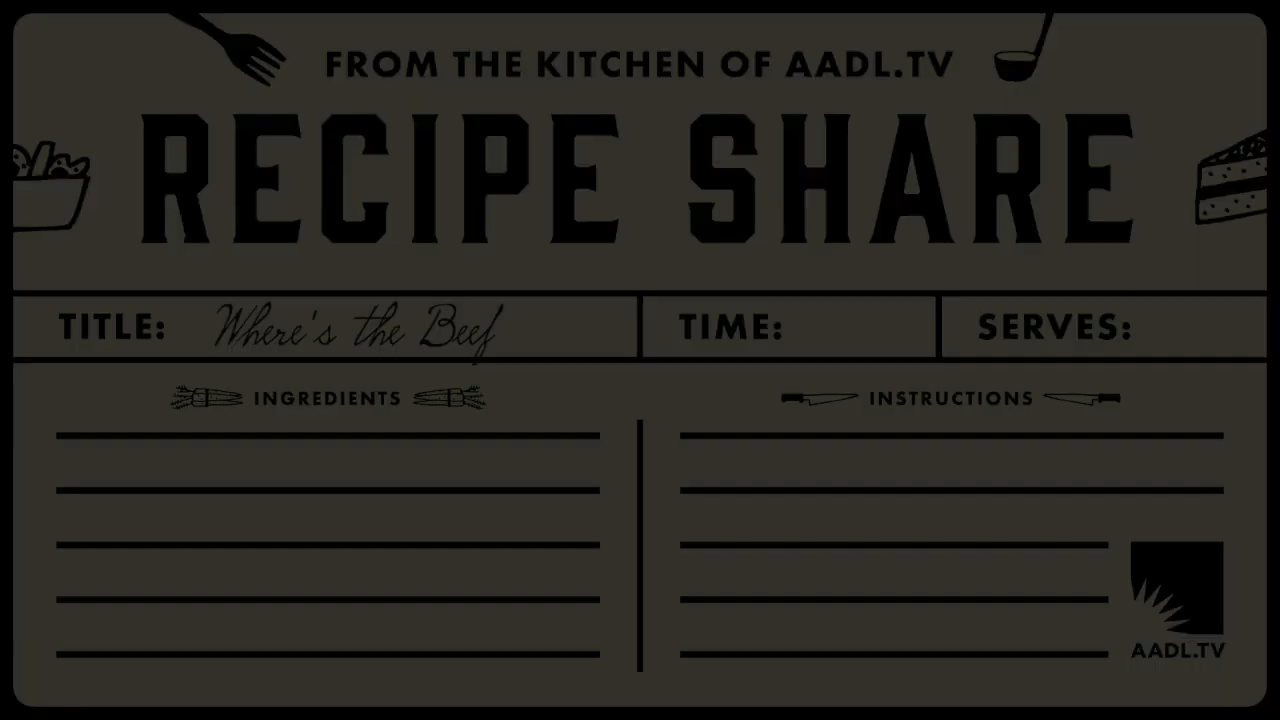 FROM THE KITCHEN OF AADL.TV
RECIPE SHARE
TITLE: Where's the Beef
TIME:
SERVES:
INGREDIENTS
INSTRUCTIONS
AADL.TV